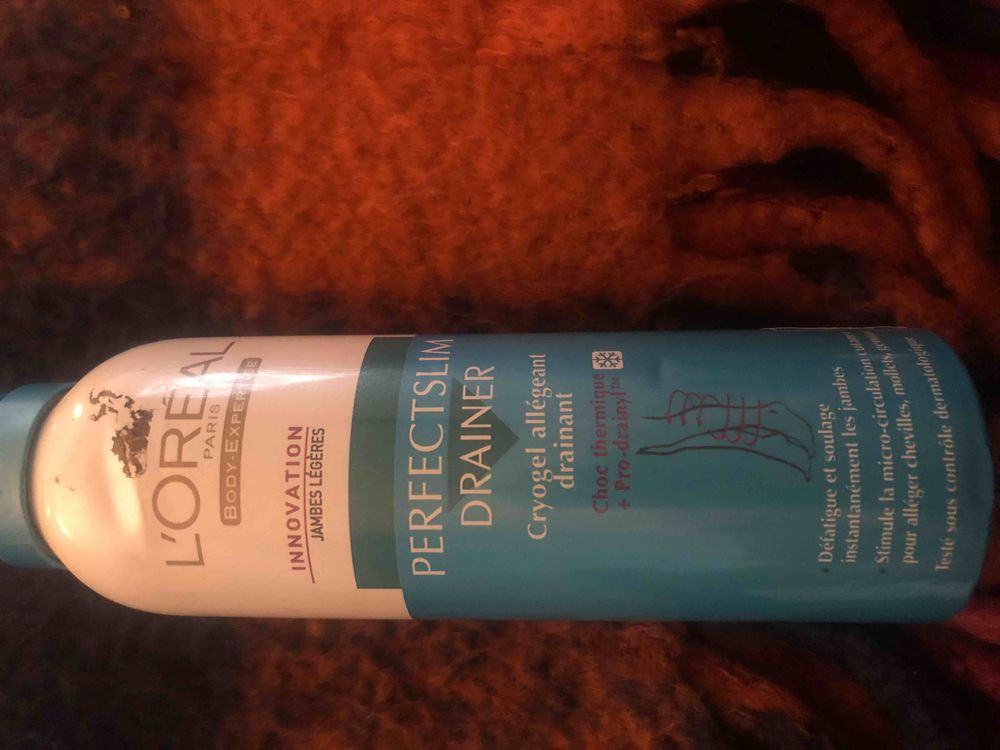 L'ORÉAL
PARIS
BODY-EXPERTISE
INNOVATION
JAMBES LÉGÈRES
PERFECTSLIM
DRAINER
Cryogel allégeant
drainant
Choc thermique
+ Pro-drainyl™
• Défatigue et soulage
instantanément les jambes
• Stimule la micro-circulation
pour alléger chevilles, mollets,
Testé sous contrôle dermatologique.